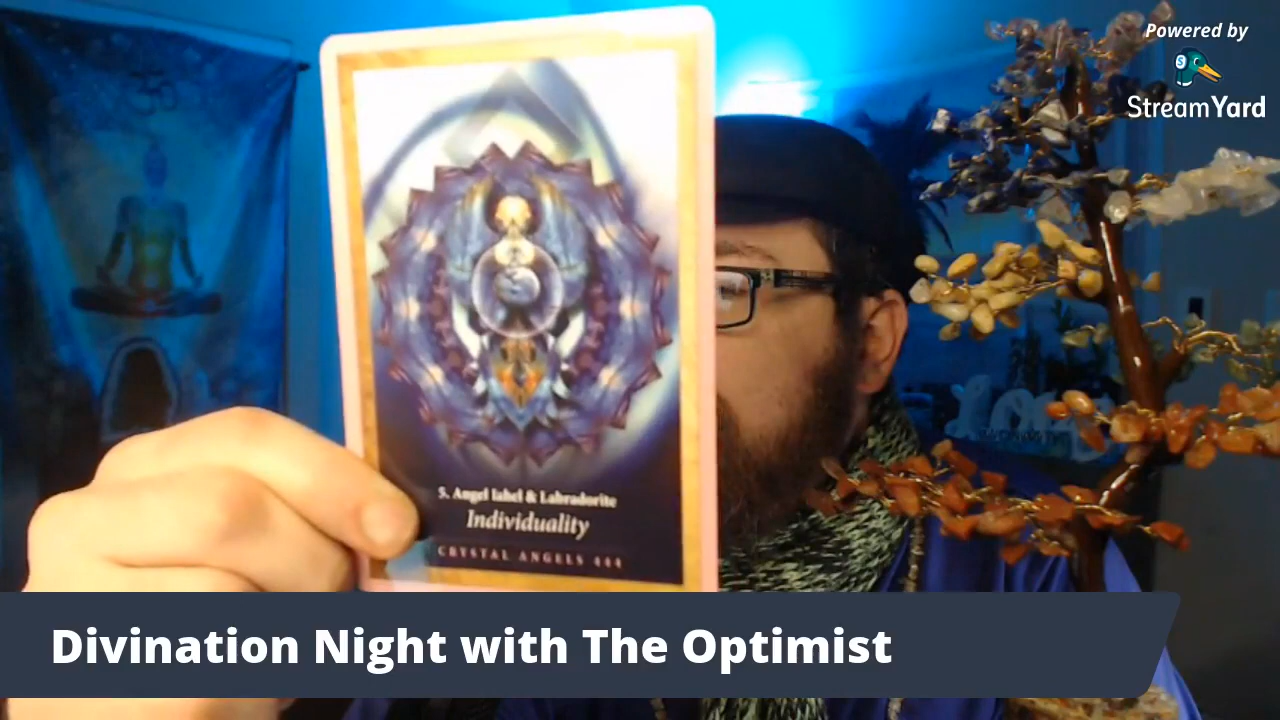 Powered by
StreamYard
5. Angel Iahel & Labradorite
Individuality
CRYSTAL ANGELS 444
Divination Night with The Optimist